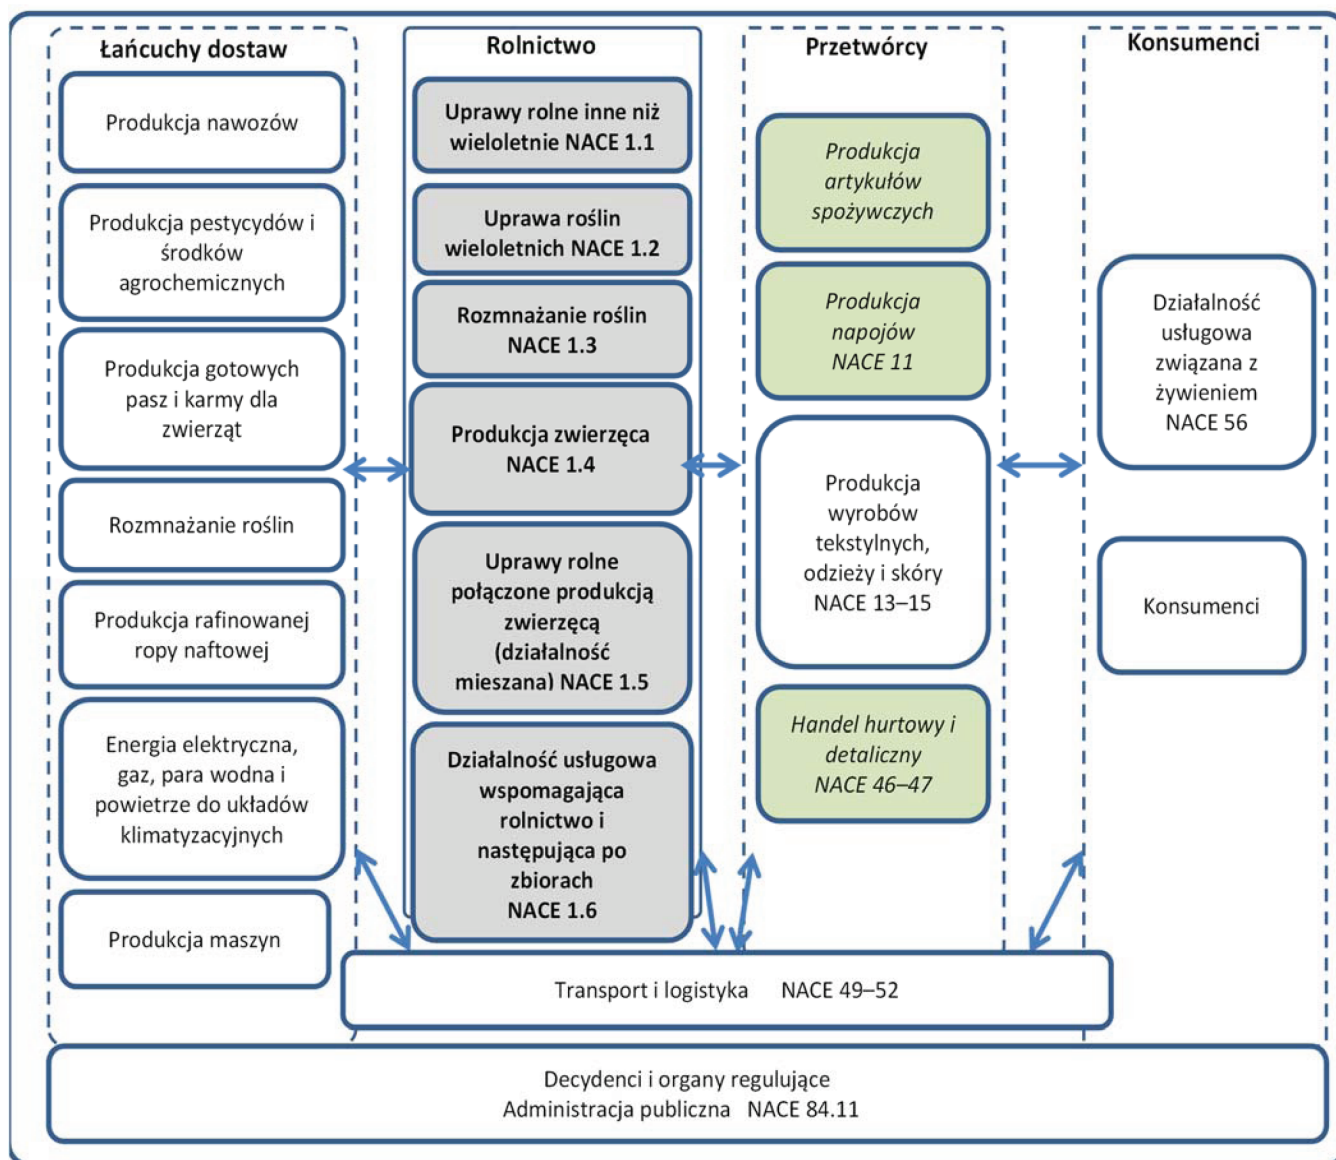 Łańcuchy dostaw
Produkcja nawozów
Produkcja pestycydów i
środków
agrochemicznych
Produkcja gotowych
pasz i karmy dla
zwierząt
Rozmnażanie roślin
Produkcja rafinowanej
ropy naftowej
Energia elektryczna,
gaz, para wodna i
powietrze do układów
klimatyzacyjnych
Produkcja maszyn
Rolnictwo
Uprawy rolne inne niż
wieloletnie NACE 1.1
Uprawa roślin
wieloletnich NACE 1.2
Rozmnażanie roślin
NACE 1.3
Produkcja zwierzęca
NACE 1.4
Uprawy rolne
połączone produkcją
zwierzęcą
(działalność
mieszana) NACE 1.5
Działalność usługowa
wspomagająca
rolnictwo i
następująca po
zbiorach
NACE 1.6
Przetwórcy
Produkcja
artykułów
spożywczych
Produkcja
napojów
NACE 11
Produkcja
wyrobów
tekstylnych,
odzieży i skóry
NACE 13–15
Handel hurtowy i
detaliczny
NACE 46–47
Konsumenci
Działalność
usługowa
związana z
żywieniem
NACE 56
Konsumenci
Transport i logistyka NACE 49–52
Decydenci i organy regulujące
Administracja publiczna NACE 84.11